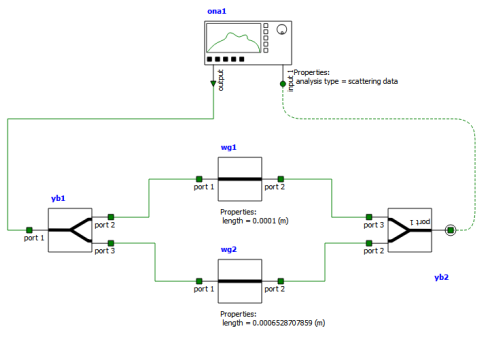 ona1
output
input 1
Properties:
analysis type = scattering data
wg1
port 1
port 2
Properties:
length = 0.0001 (m)
yb1
port 1
port 2
port 3
port 3
port 1
port 2
yb2
wg2
port 1
port 2
Properties:
length = 0.0006528707859 (m)